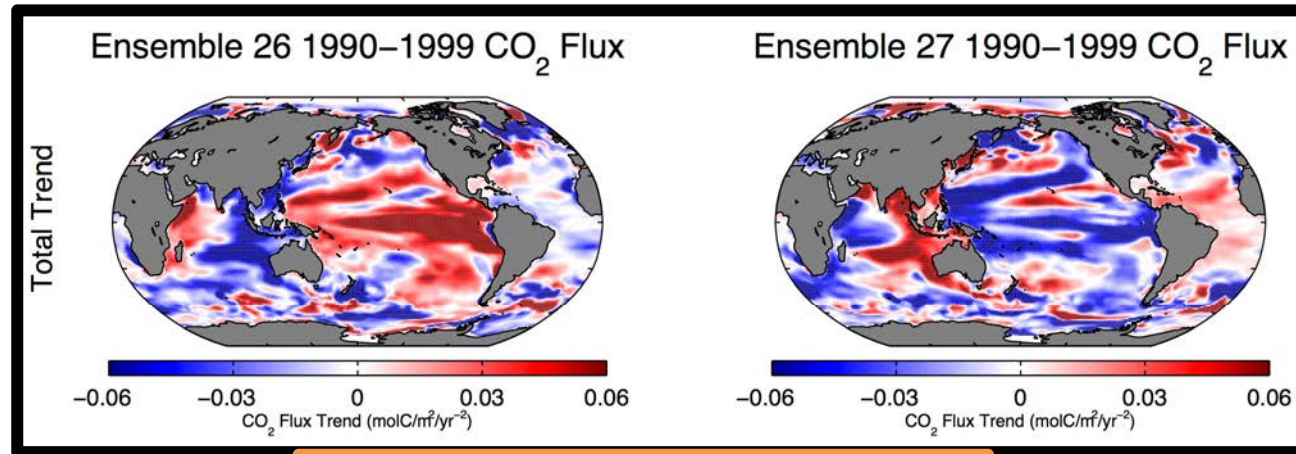 Ensemble 26 1990–1999 CO2 Flux
Ensemble 27 1990–1999 CO2 Flux
Total Trend
−0.06 −0.03 0 0.03 0.06
CO2 Flux Trend (molC/m²/yr⁻²)
−0.06 −0.03 0 0.03 0.06
CO2 Flux Trend (molC/m²/yr⁻²)